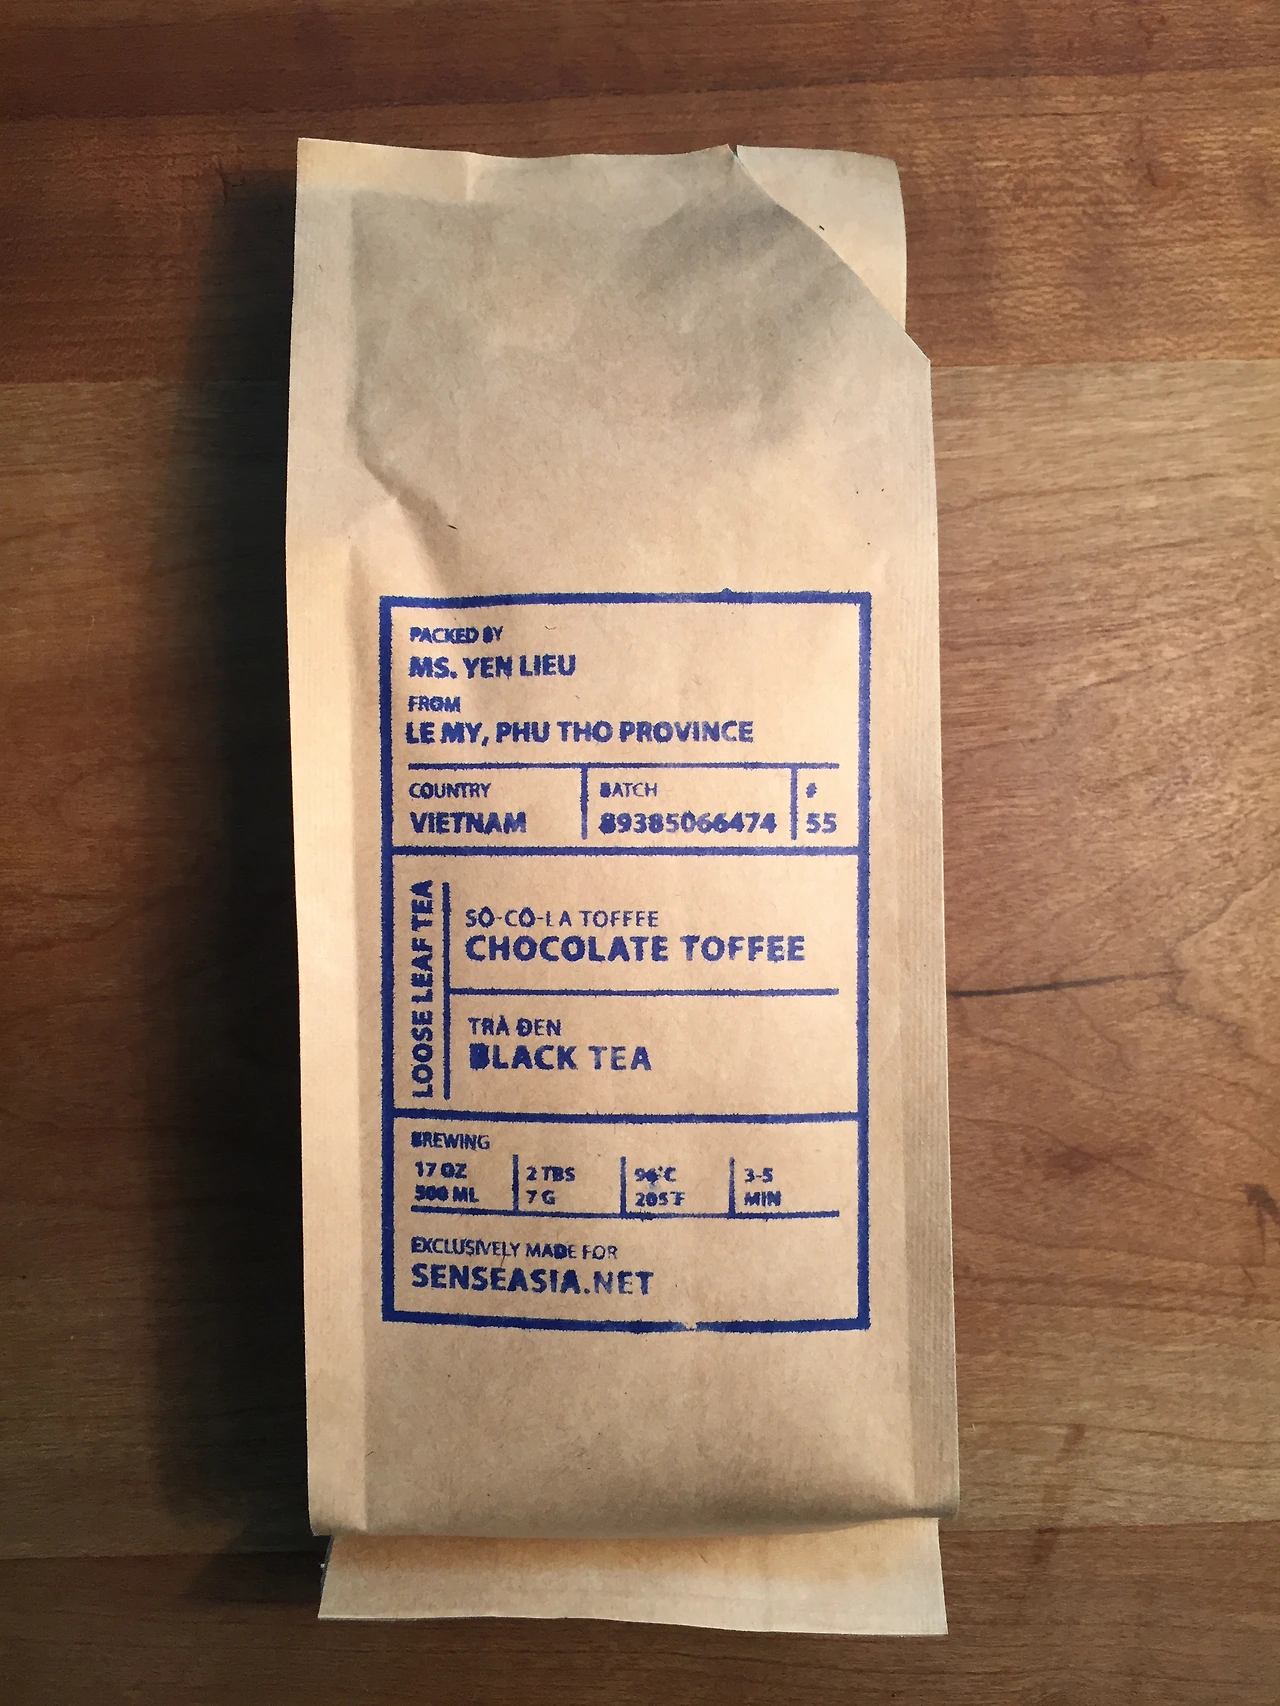 PACKED BY
MS. YEN LIEU
FROM
LE MY, PHU THO PROVINCE
COUNTRY
VIETNAM
BATCH
89385066474
#
55
LOOSE LEAF TEA
SÔ-CÔ-LA TOFFEE
CHOCOLATE TOFFEE
TRÀ ĐEN
BLACK TEA
BREWING
17 OZ
500 ML
2 TBS
7 G
96°C
205°F
3-5
MIN
EXCLUSIVELY MADE FOR
SENSEASIA.NET